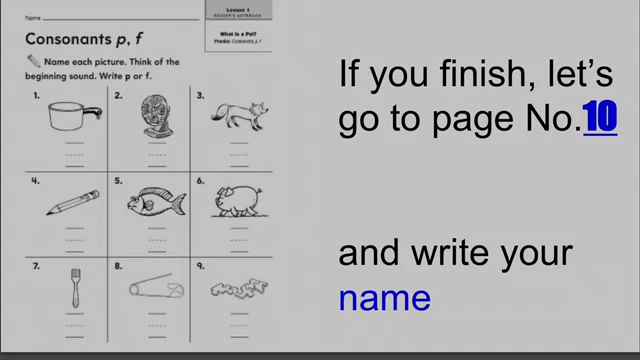 Name
Lesson 1
READER'S NOTEBOOK
Consonants p, f
What Is a Pal?
Phonics: Consonants p, f
Name each picture. Think of the
beginning sound. Write p or f.
1.
2.
3.
4.
5.
6.
7.
8.
9.
If you finish, let's
go to page No.10
and write your
name